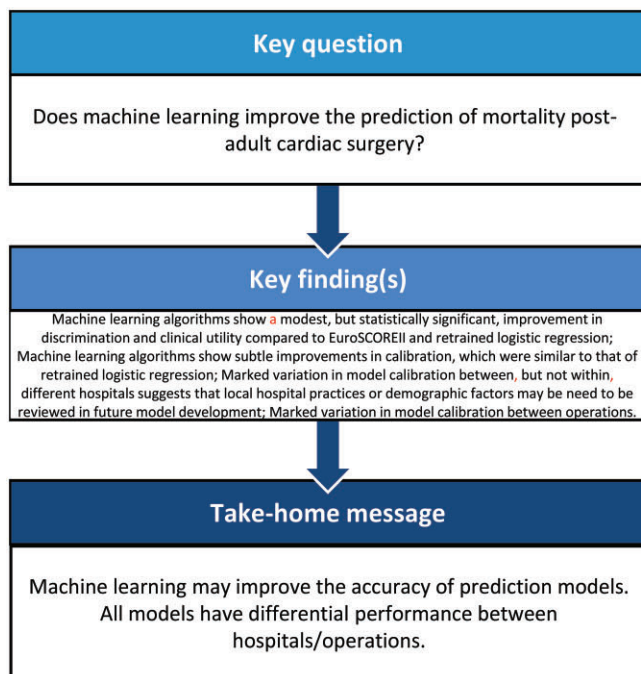 Key question
Does machine learning improve the prediction of mortality post-
adult cardiac surgery?
Key finding(s)
Machine learning algorithms show a modest, but statistically significant, improvement in
discrimination and clinical utility compared to EuroSCOREII and retrained logistic regression;
Machine learning algorithms show subtle improvements in calibration, which were similar to that of
retrained logistic regression; Marked variation in model calibration between, but not within,
different hospitals suggests that local hospital practices or demographic factors may be need to be
reviewed in future model development; Marked variation in model calibration between operations.
Take-home message
Machine learning may improve the accuracy of prediction models.
All models have differential performance between
hospitals/operations.